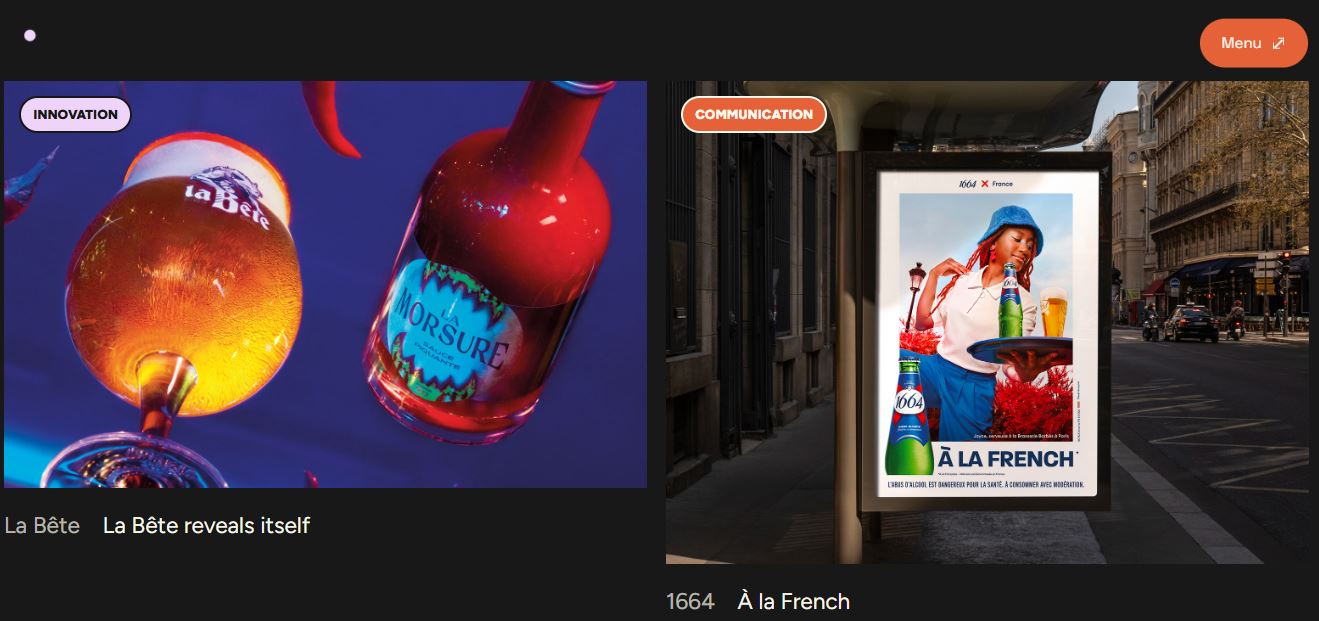 Menu
INNOVATION
la Bête
LA
MORSURE
SAUCE
PIQUANTE
La Bête La Bête reveals itself
COMMUNICATION
1664 X France
1664
1664
Joyce, serveuse à la Brasserie Barbès à Paris
À LA FRENCH*
L'ABUS D'ALCOOL EST DANGEREUX POUR LA SANTÉ. À CONSOMMER AVEC MODÉRATION.
1664 À la French